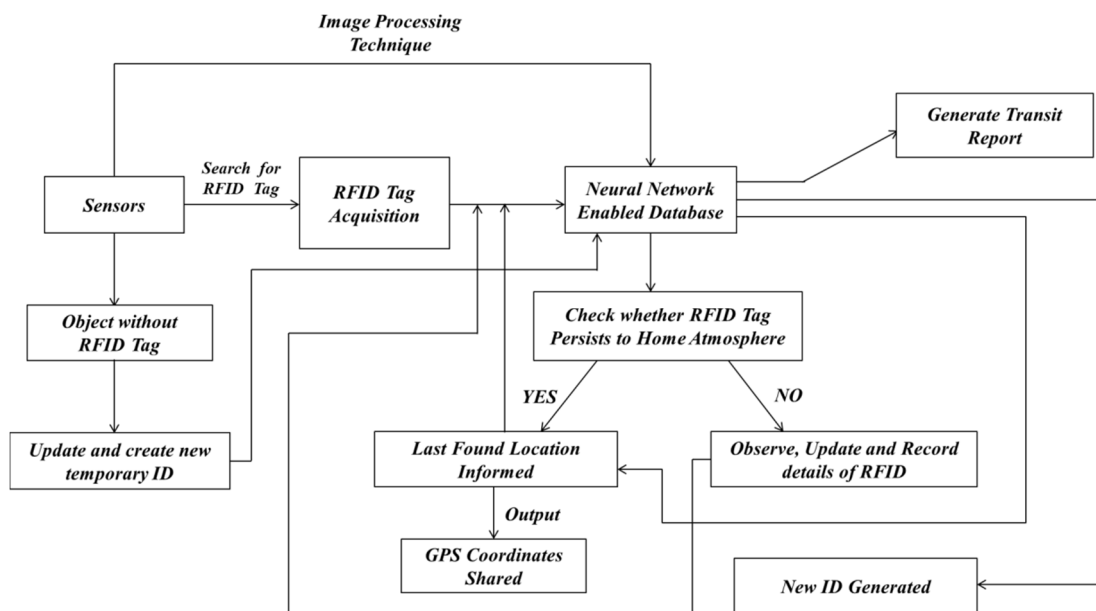 Image Processing
Technique
Generate Transit
Report
Search for
RFID Tag
Sensors
RFID Tag
Acquisition
Neural Network
Enabled Database
Object without
RFID Tag
Check whether RFID Tag
Persists to Home Atmosphere
YES
NO
Update and create new
temporary ID
Last Found Location
Informed
Observe, Update and Record
details of RFID
Output
GPS Coordinates
Shared
New ID Generated